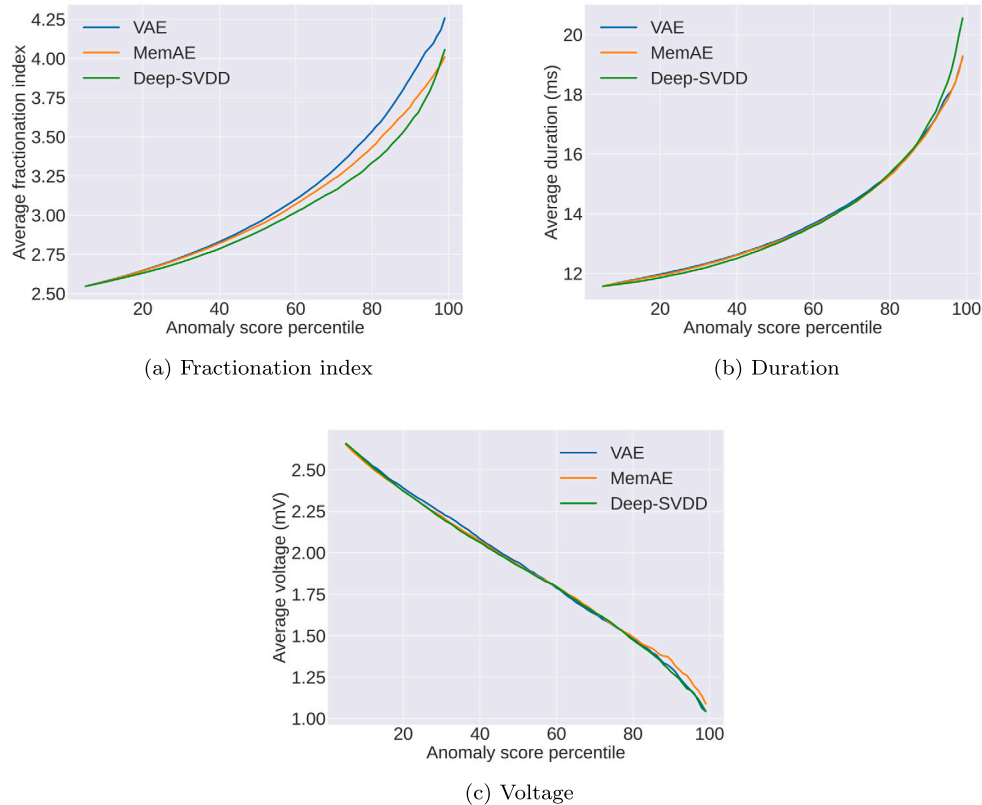 4.25
4.00
3.75
3.50
3.25
3.00
2.75
2.50
Average fractionation index
VAE
MemAE
Deep-SVDD
20 40 60 80 100
Anomaly score percentile
(a) Fractionation index
20
18
16
14
12
Average duration (ms)
VAE
MemAE
Deep-SVDD
20 40 60 80 100
Anomaly score percentile
(b) Duration
2.50
2.25
2.00
1.75
1.50
1.25
1.00
Average voltage (mV)
VAE
MemAE
Deep-SVDD
20 40 60 80 100
Anomaly score percentile
(c) Voltage